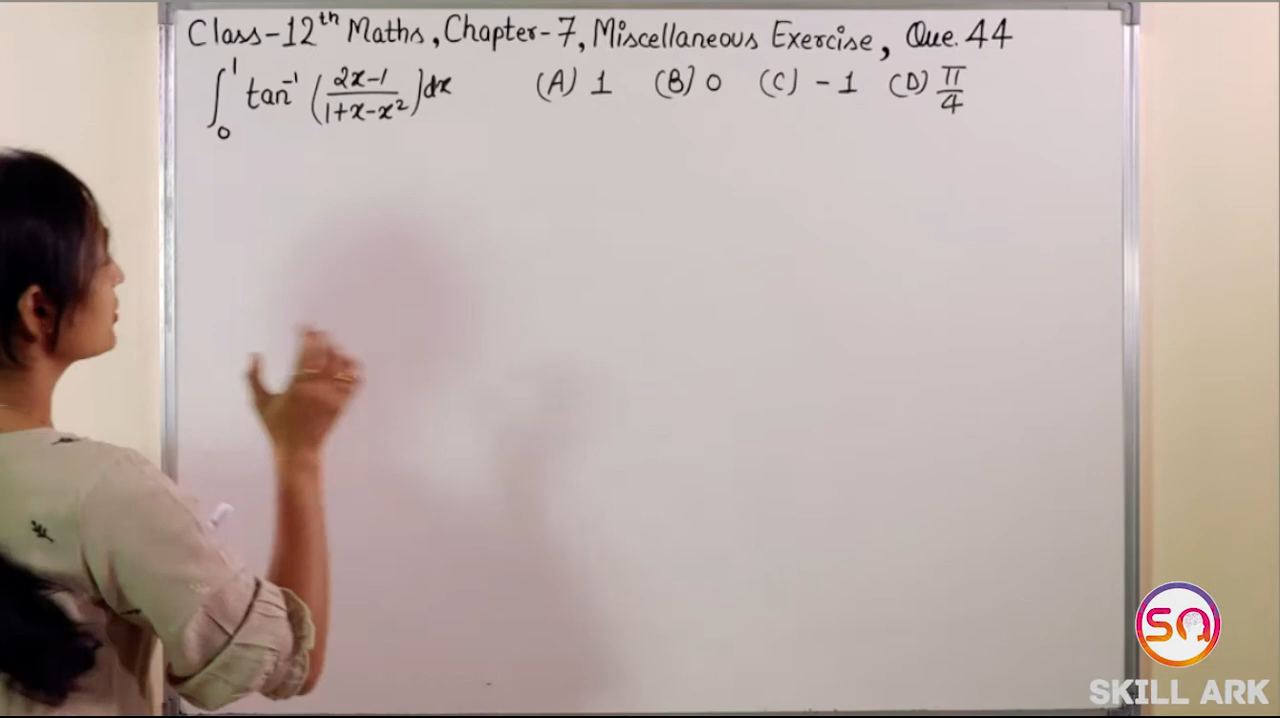 Class-12th Maths, Chapter-7, Miscellaneous Exercise, Que. 44
∫₀¹ tan⁻¹ (2x-1 / 1+x-x²) dx (A) 1 (B) 0 (C) -1 (D) π/4
SKILL ARK